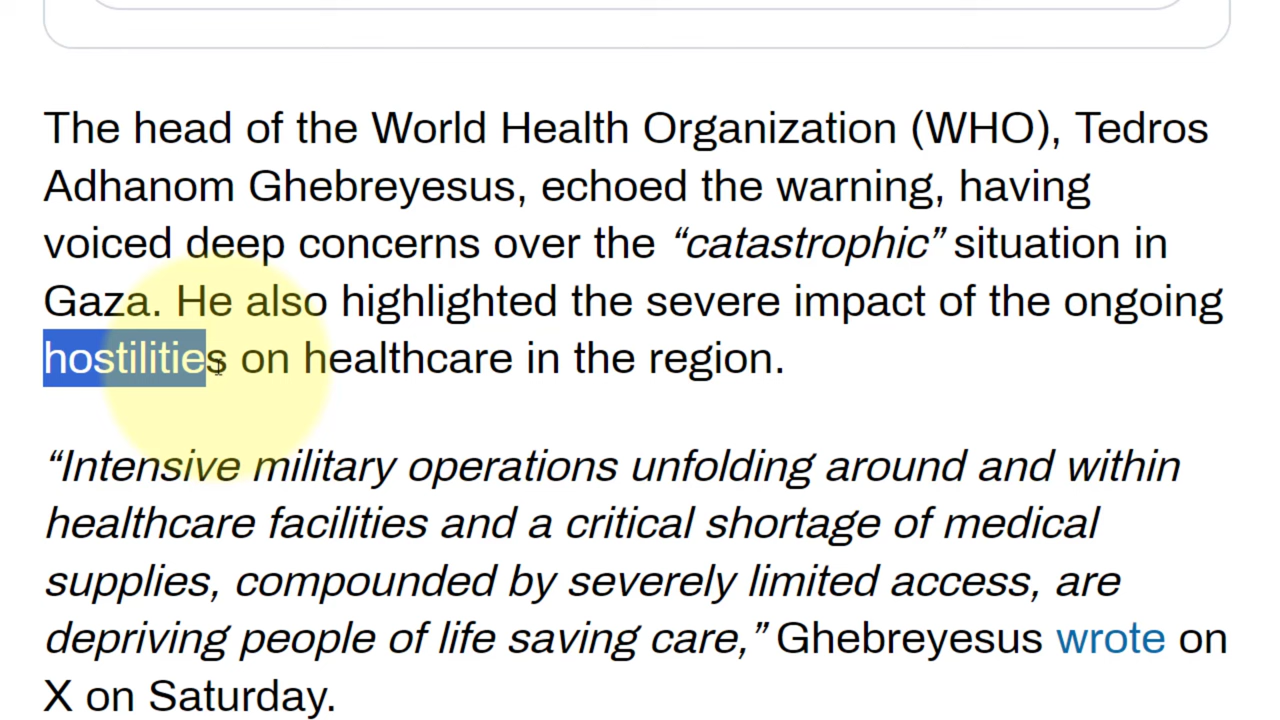 The head of the World Health Organization (WHO), Tedros
Adhanom Ghebreyesus, echoed the warning, having
voiced deep concerns over the “catastrophic” situation in
Gaza. He also highlighted the severe impact of the ongoing
hostilities on healthcare in the region.
“Intensive military operations unfolding around and within
healthcare facilities and a critical shortage of medical
supplies, compounded by severely limited access, are
depriving people of life saving care,” Ghebreyesus wrote on
X on Saturday.